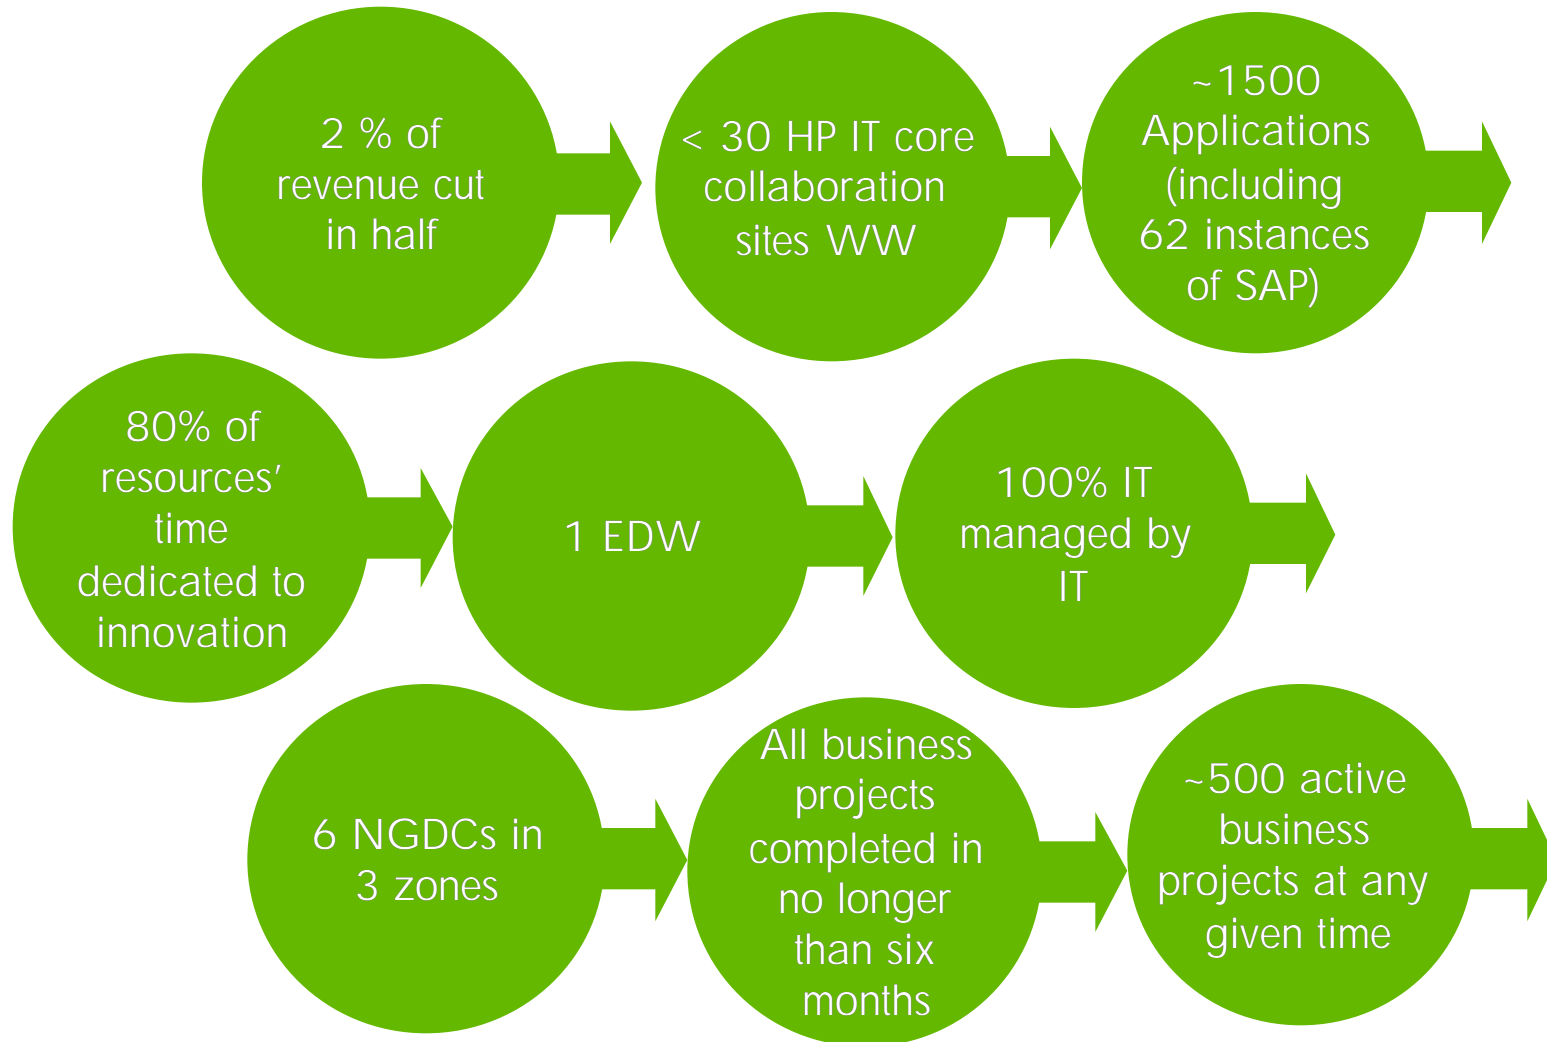 2 % of
revenue cut
in half
< 30 HP IT core
collaboration
sites WW
~1500
Applications
(including
62 instances
of SAP)
80% of
resources’
time
dedicated to
innovation
1 EDW
100% IT
managed by
IT
6 NGDCs in
3 zones
All business
projects
completed in
no longer
than six
months
~500 active
business
projects at any
given time